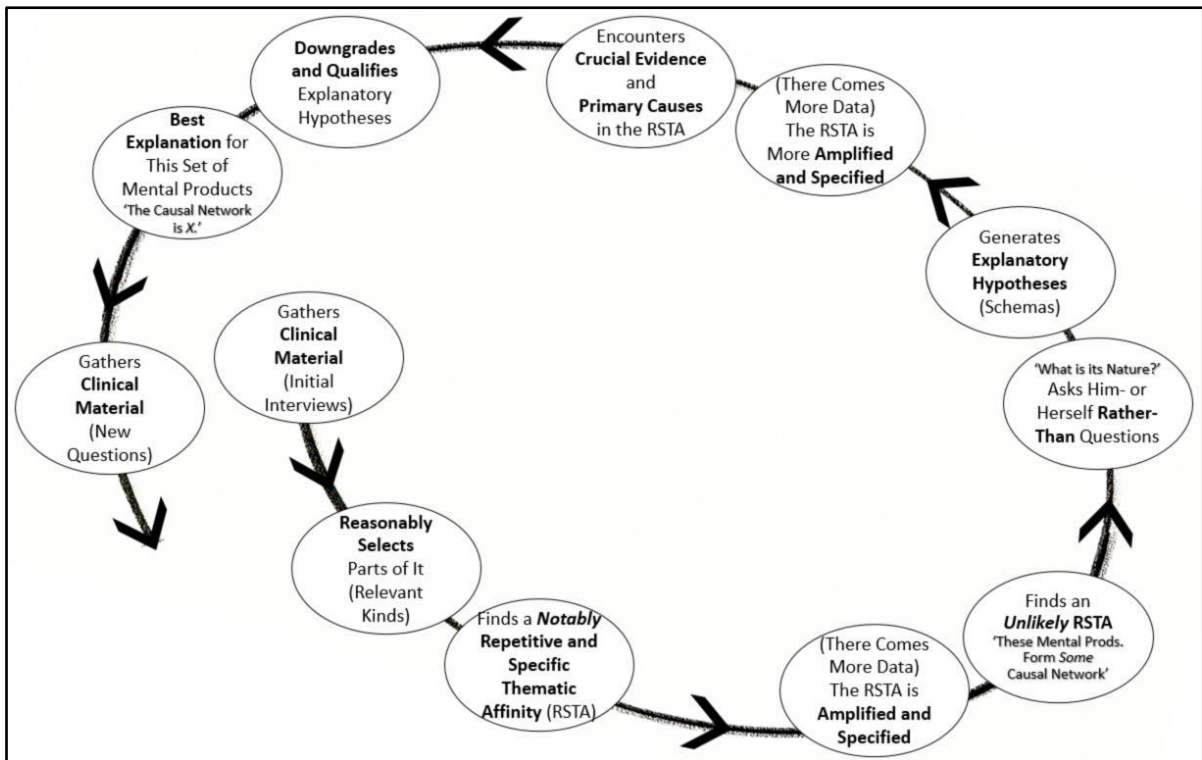 Gathers
Clinical
Material
(Initial
Interviews)
Reasonably
Selects
Parts of It
(Relevant
Kinds)
Finds a Notably
Repetitive and
Specific
Thematic
Affinity (RSTA)
(There Comes
More Data)
The RSTA is
Amplified and
Specified
Finds an
Unlikely RSTA
‘These Mental Prods.
Form Some
Causal Network’
‘What is its Nature?’
Asks Him- or
Herself Rather-
Than Questions
Generates
Explanatory
Hypotheses
(Schemas)
(There Comes
More Data)
The RSTA is
More Amplified
and Specified
Encounters
Crucial Evidence
and
Primary Causes
in the RSTA
Downgrades
and Qualifies
Explanatory
Hypotheses
Best
Explanation for
This Set of
Mental Products
‘The Causal Network
is X.’
Gathers
Clinical
Material
(New
Questions)